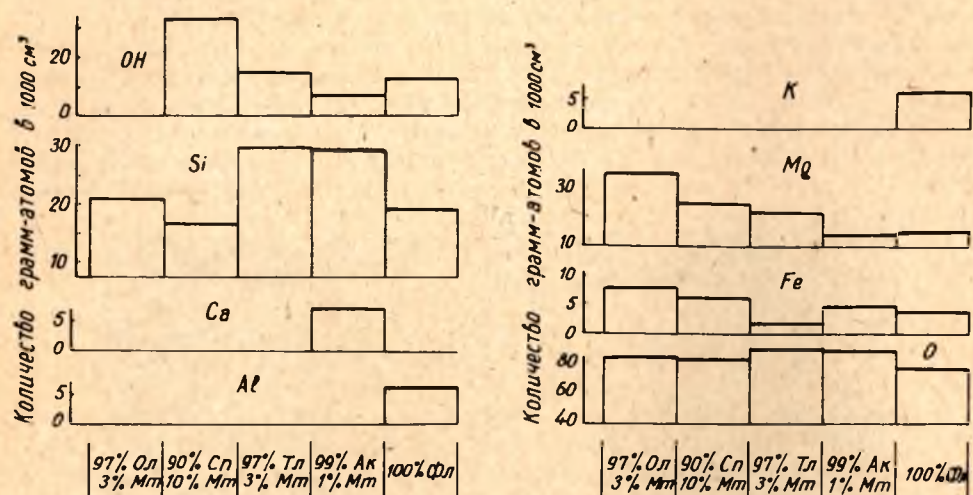 Количество грамм-атомов в 1000 см³
OH
20
10
0
Si
30
20
10
Ca
5
0
Al
5
0
97% Ол
3% Мт
90% Сп
10% Мт
97% Тл
3% Мт
99% Ак
1% Мт
100% Фл
Количество грамм-атомов в 1000 см³
K
5
0
Mg
30
10
Fe
10
5
0
O
80
60
40
97% Ол
3% Мт
90% Сп
10% Мт
97% Тл
3% Мт
99% Ак
1% Мт
100% Фл